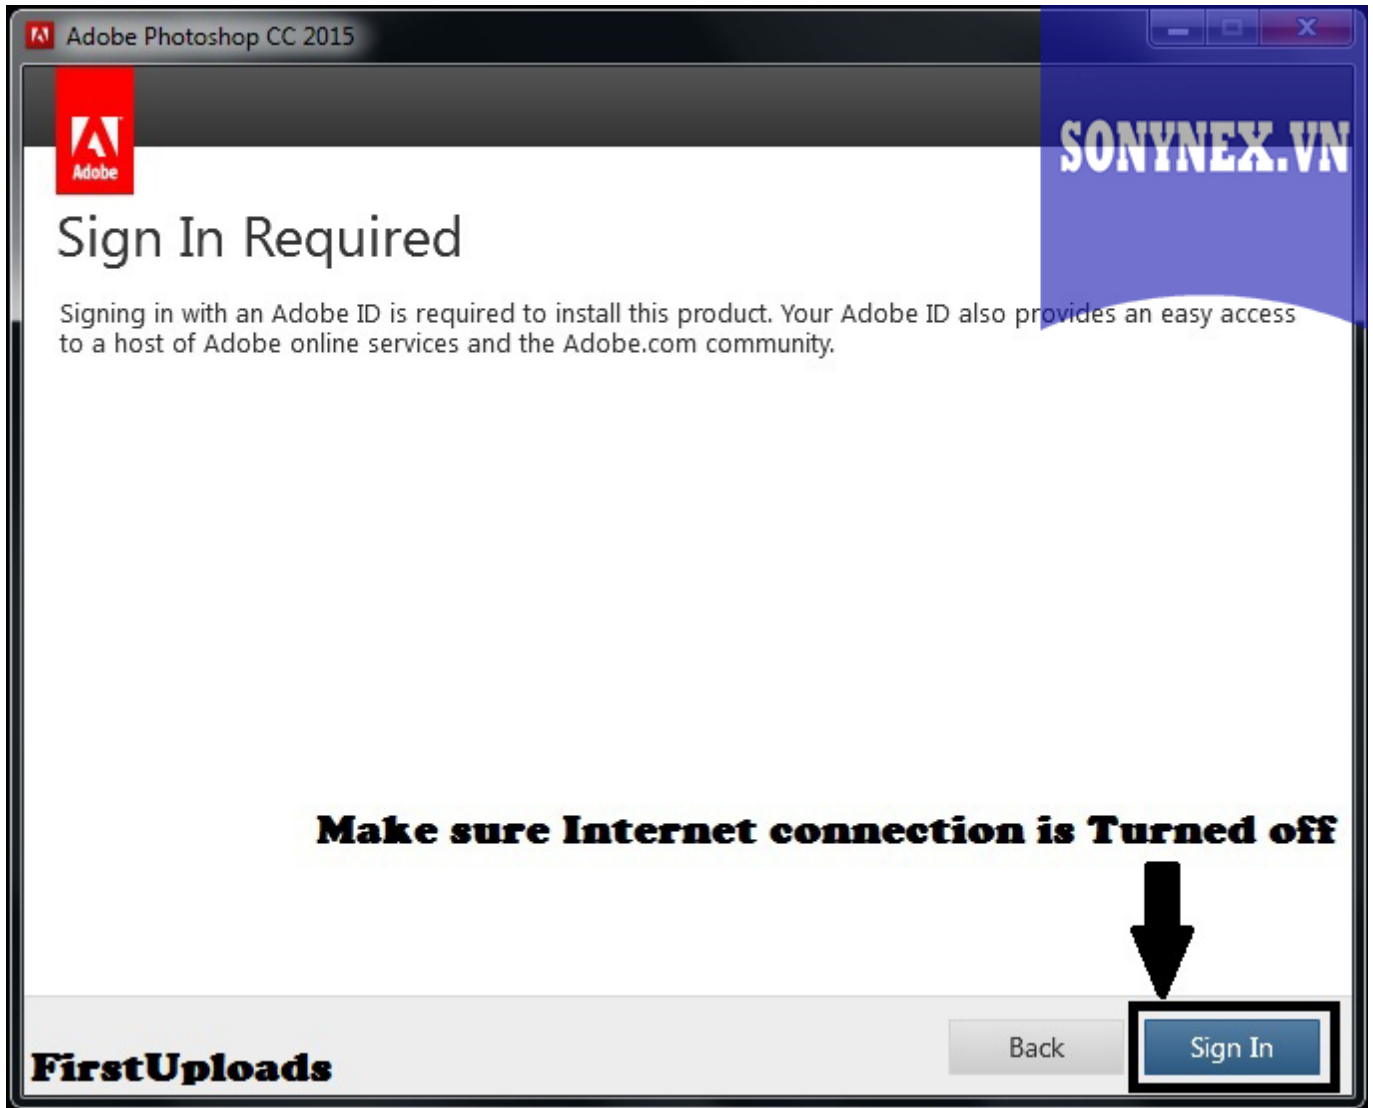 Adobe Photoshop CC 2015
Adobe
SONYNEX.VN
Sign In Required
Signing in with an Adobe ID is required to install this product. Your Adobe ID also provides an easy access
to a host of Adobe online services and the Adobe.com community.
Make sure Internet connection is Turned off
Back
Sign In
FirstUploads